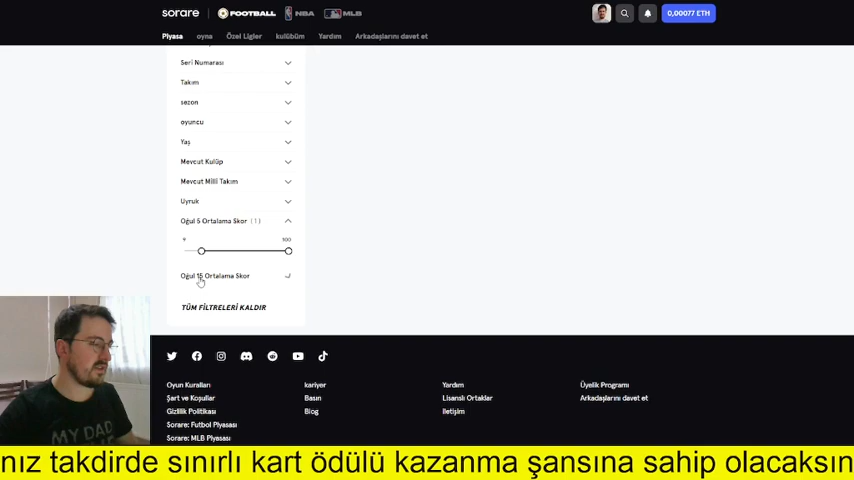 sorare FOOTBALL NBA MLB 0,00077 ETH
Piyasa oyna Özel Ligler kulübüm Yardım Arkadaşlarını davet et
Seri Numarası
Takım
sezon
oyuncu
Yaş
Mevcut Kulüp
Mevcut Milli Takım
Uyruk
Oğul 5 Ortalama Skor (1)
9 100
Oğul 15 Ortalama Skor
TÜM FİLTRELERİ KALDIR
Oyun Kuralları kariyer Yardım Üyelik Programı
Şart ve Koşullar Basın Lisanslı Ortaklar Arkadaşlarını davet et
Gizlilik Politikası Blog İletişim
Sorare: Futbol Piyasası
Sorare: MLB Piyasası
MY DAD
nız takdirde sınırlı kart ödülü kazanma şansına sahip olacaksın